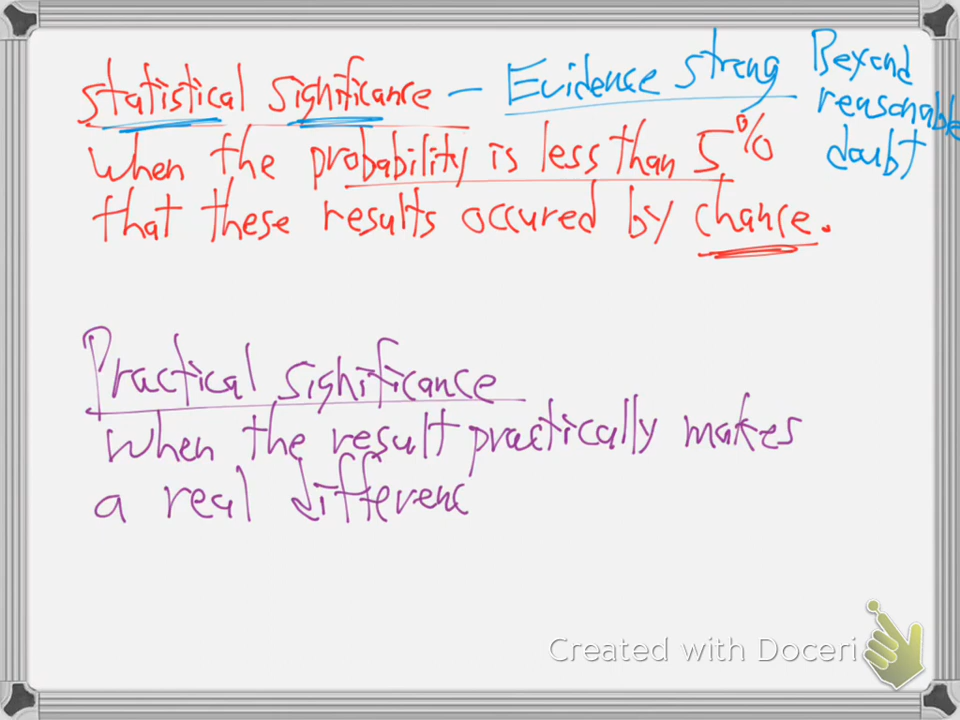 Statistical significance - Evidence strong
Beyond
reasonable
doubt
when the probability is less than 5%
that these results occured by chance.
Practical significance
when the result practically makes
a real differenc
Created with Doceri